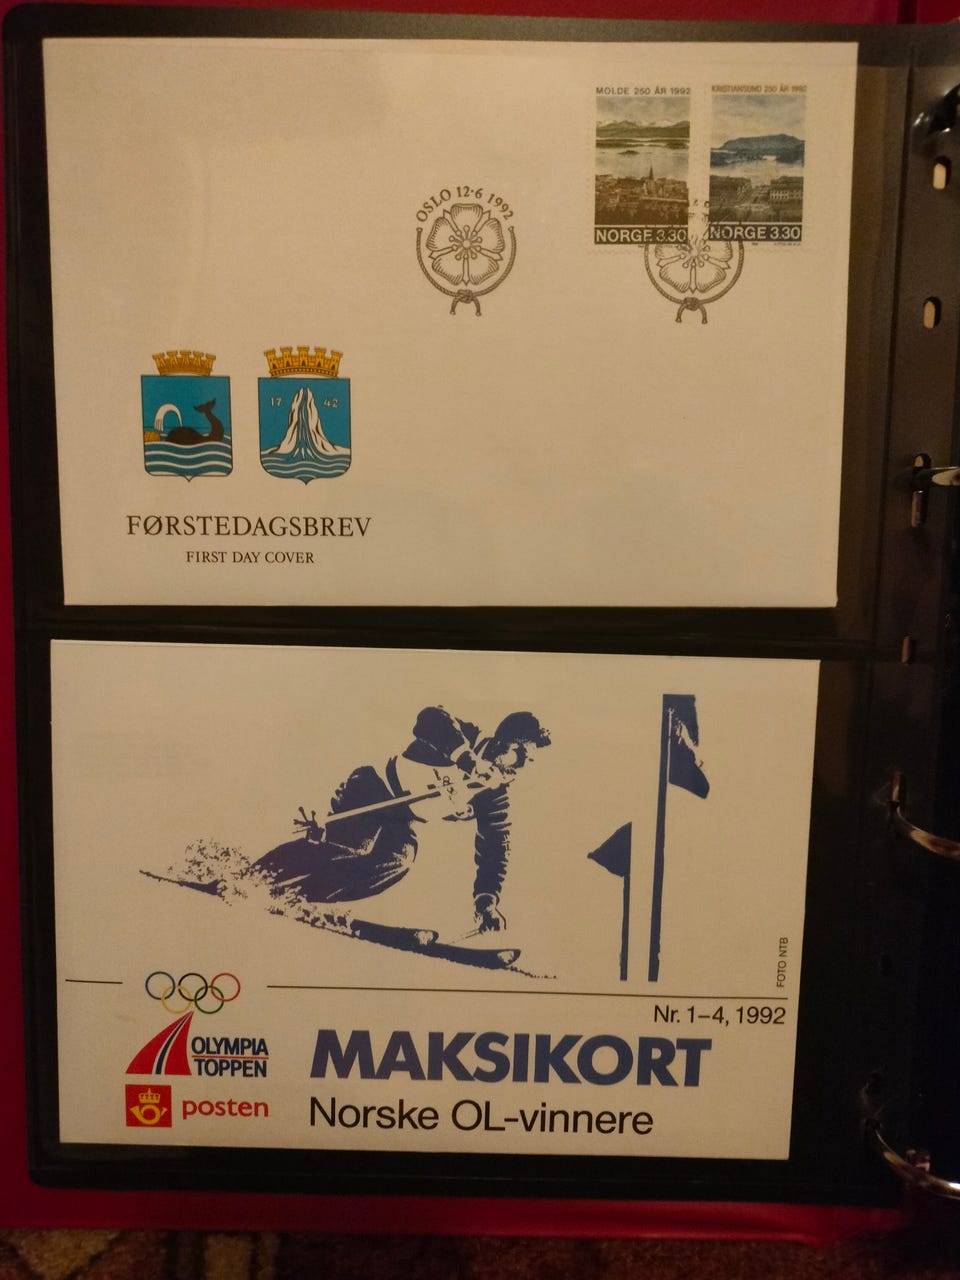 MOLDE 250 ÅR 1992
KRISTIANSUND 250 ÅR 1992
OSLO 12·6 1992
NORGE 3.30
NORGE 3.30
17 42
FØRSTEDAGSBREV
FIRST DAY COVER
FOTO NTB
Nr. 1–4, 1992
OLYMPIA
TOPPEN
MAKSIKORT
posten
Norske OL–vinnere